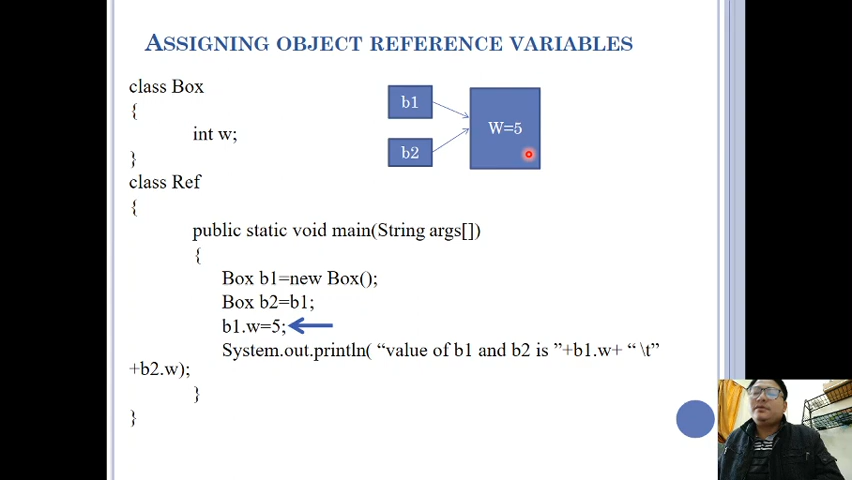 ASSIGNING OBJECT REFERENCE VARIABLES
class Box
{
int w;
}
class Ref
{
public static void main(String args[])
{
Box b1=new Box();
Box b2=b1;
b1.w=5;
System.out.println( “value of b1 and b2 is ”+b1.w+ “ \t”
+b2.w);
}
}
b1
b2
W=5